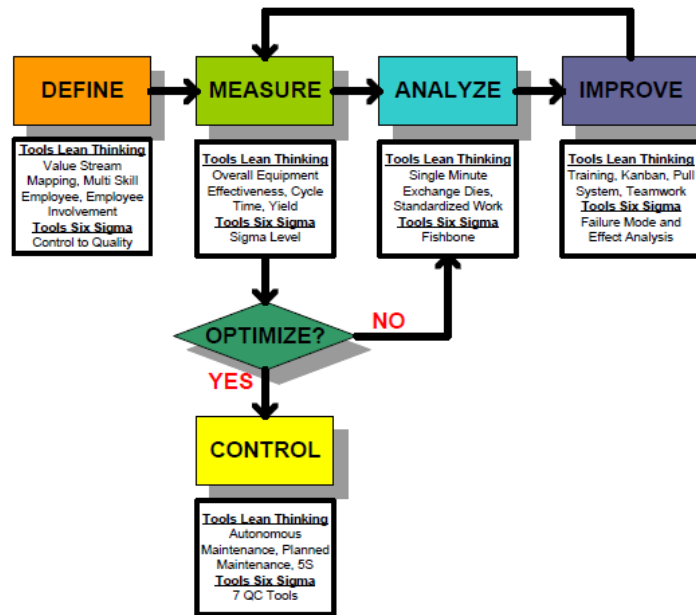 DEFINE
MEASURE
ANALYZE
IMPROVE
Tools Lean Thinking
Value Stream
Mapping, Multi Skill
Employee, Employee
Involvement
Tools Six Sigma
Control to Quality
Tools Lean Thinking
Overall Equipment
Effectiveness, Cycle
Time, Yield
Tools Six Sigma
Sigma Level
Tools Lean Thinking
Single Minute
Exchange Dies,
Standardized Work
Tools Six Sigma
Fishbone
Tools Lean Thinking
Training, Kanban, Pull
System, Teamwork
Tools Six Sigma
Failure Mode and
Effect Analysis
OPTIMIZE?
NO
YES
CONTROL
Tools Lean Thinking
Autonomous
Maintenance, Planned
Maintenance, 5S
Tools Six Sigma
7 QC Tools